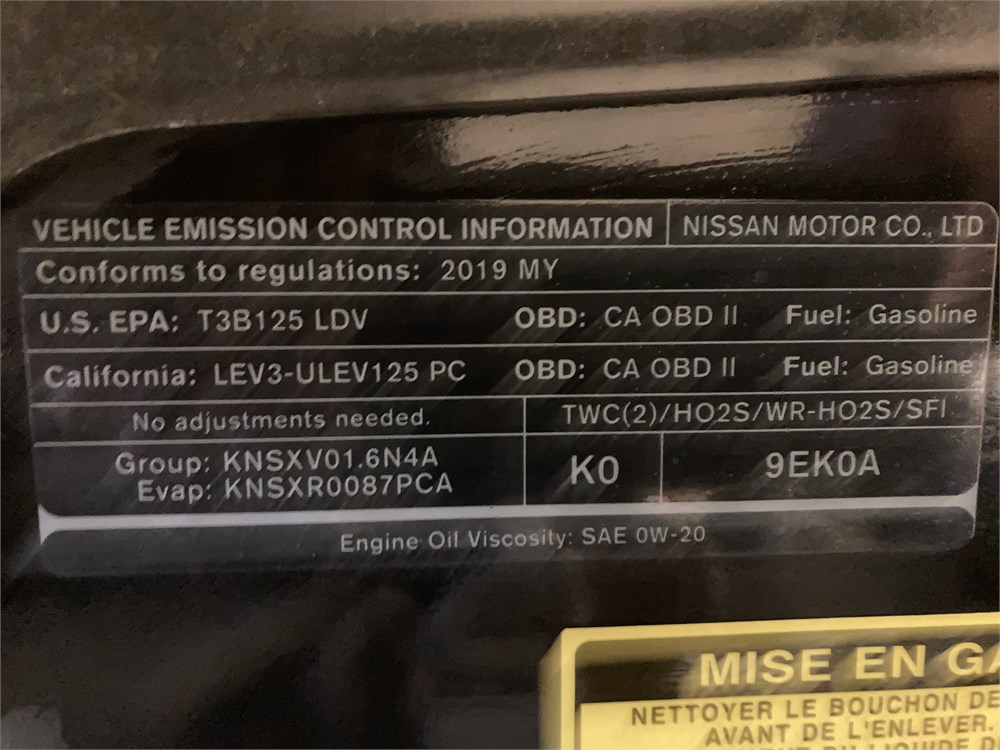 VEHICLE EMISSION CONTROL INFORMATION NISSAN MOTOR CO., LTD
Conforms to regulations: 2019 MY
U.S. EPA: T3B125 LDV OBD: CA OBD II Fuel: Gasoline
California: LEV3-ULEV125 PC OBD: CA OBD II Fuel: Gasoline
No adjustments needed. TWC(2)/HO2S/WR-HO2S/SFI
Group: KNSXV01.6N4A
Evap: KNSXR0087PCA
K0 9EK0A
Engine Oil Viscosity: SAE 0W-20
MISE EN GA
NETTOYER LE BOUCHON DE
AVANT DE L'ENLEVER.